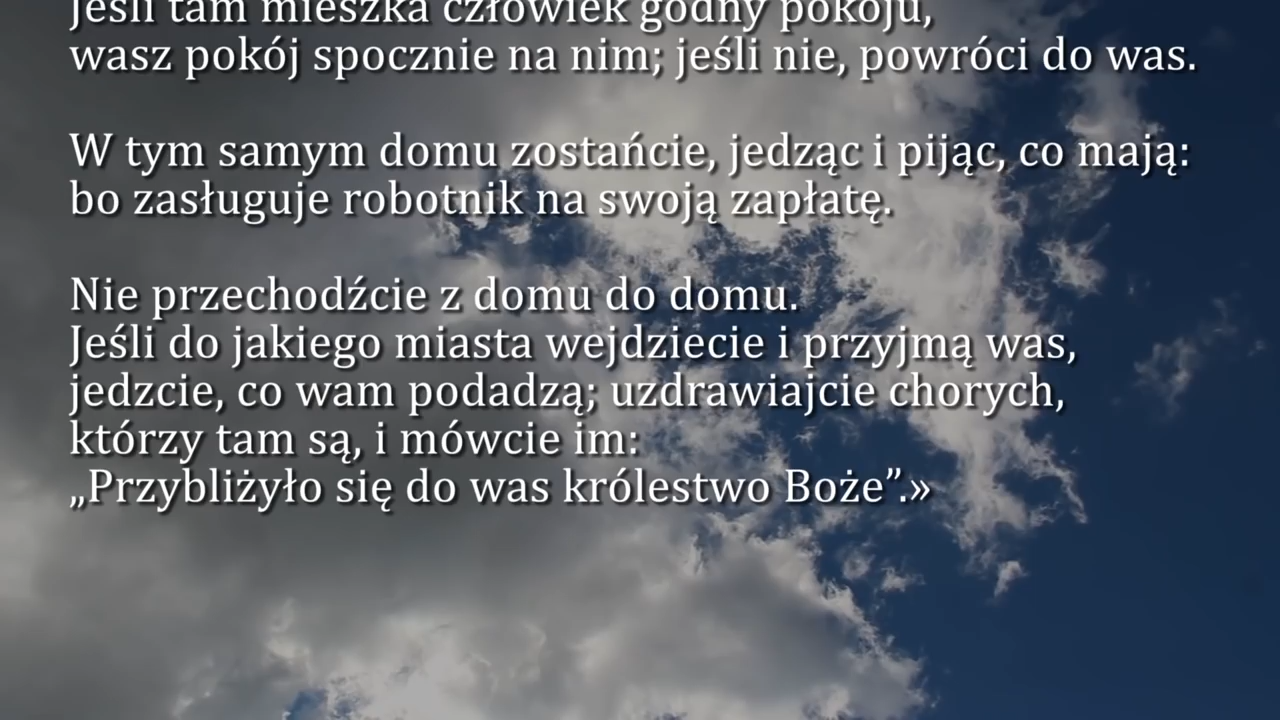 Jeśli tam mieszka człowiek godny pokoju,
wasz pokój spocznie na nim; jeśli nie, powróci do was.
W tym samym domu zostańcie, jedząc i pijąc, co mają:
bo zasługuje robotnik na swoją zapłatę.
Nie przechodźcie z domu do domu.
Jeśli do jakiego miasta wejdziecie i przyjmą was,
jedzcie, co wam podadzą; uzdrawiajcie chorych,
którzy tam są, i mówcie im:
„Przybliżyło się do was królestwo Boże”.»